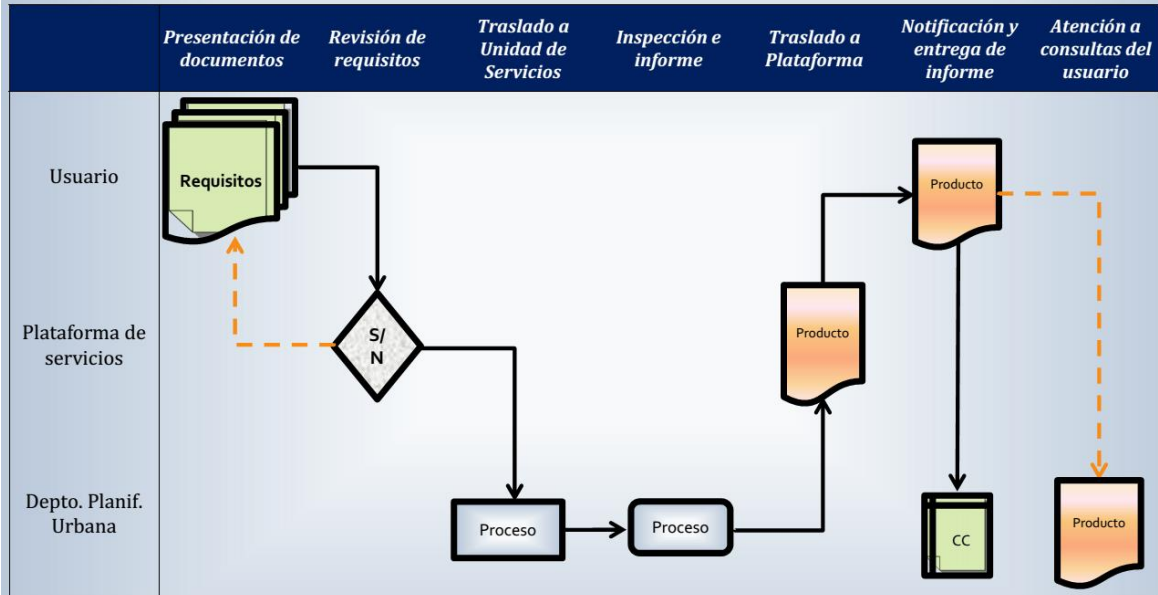 Presentación de
documentos
Revisión de
requisitos
Traslado a
Unidad de
Servicios
Inspección e
informe
Traslado a
Plataforma
Notificación y
entrega de
informe
Atención a
consultas del
usuario
Usuario
Requisitos
Producto
Plataforma de
servicios
S/
N
Producto
Depto. Planif.
Urbana
Proceso
Proceso
CC
Producto